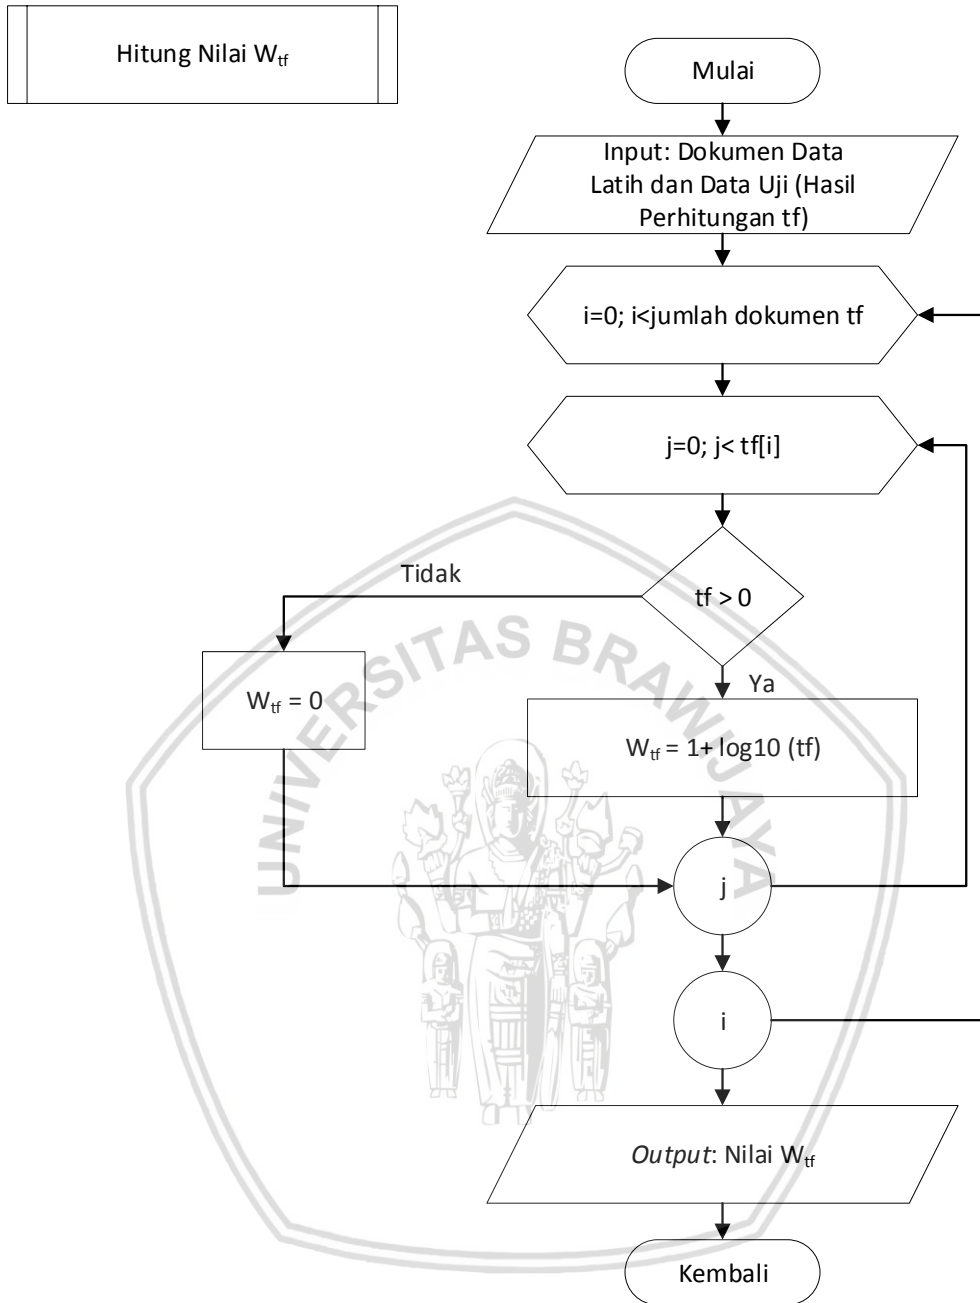 Hitung Nilai Wtf
Mulai
Input: Dokumen Data
Latih dan Data Uji (Hasil
Perhitungan tf)
i=0; i<jumlah dokumen tf
j=0; j< tf[i]
tf > 0
Tidak
Ya
Wtf = 0
Wtf = 1+ log10 (tf)
j
i
Output: Nilai Wtf
Kembali
UNIVERSITAS BRAWIJAYA